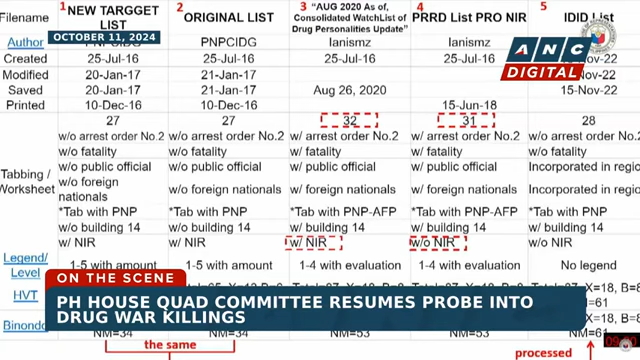 1 2 3 4 5
Filename NEW TARGGET LIST ORIGINAL LIST "AUG 2020 As of, Consolidated WatchList of Drug Personalities Update" PRRD List PRO NIR IDID List
Author PNPCIDG PNPCIDG Ianismz Ianismz
OCTOBER 11, 2024
ANC
DIGITAL
Created 25-Jul-16 25-Jul-16 25-Jul-16 25-Jul-16 Nov-22
Modified 20-Jan-17 21-Jan-17 Nov-22
Saved 20-Jan-17 21-Jan-17 Aug 26, 2020 15-Nov-22
Printed 10-Dec-16 10-Dec-16 15-Jun-18
27 27 32 31 28
w/o arrest order No.2 w/o arrest order No.2 w/ arrest order No.2 w/ arrest order No.2 w/o arrest order No.2
w/o fatality w/o fatality w/ fatality w/ fatality w/o fatality
Tabbing / Worksheet w/o public official w/o public official w/ public official w/ public official Incorporated in regio
w/o foreign nationals w/o foreign nationals w/ foreign nationals w/ foreign nationals Incorporated in regio
*Tab with PNP *Tab with PNP *Tab with PNP-AFP *Tab with PNP-AFP *Tab with PNP
w/o building 14 w/o building 14 w/ building 14 w/ building 14 w/o building 14
w/ NIR w/ NIR w/ NIR w/o NIR w/o NIR
Legend/ Level 1-5 with amount 1-5 with amount 1-4 with evaluation 1-4 with evaluation No legend
ON THE SCENE
HVT X=18, B=8
=61
PH HOUSE QUAD COMMITTEE RESUMES PROBE INTO
DRUG WAR KILLINGS
Binondo X=18, B=8
NM=34 NM=34 NM=53 NM=53 NM=61
the same processed